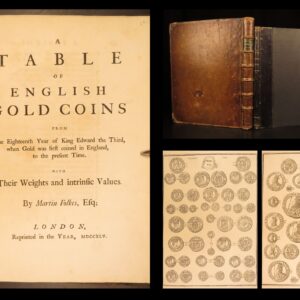 A
TABLE
OF
ENGLISH
GOLD COINS
FROM
the Eighteenth Year of King Edward the Third,
when Gold was first coined in England,
to the present Time.
WITH
Their Weights and intrinsic Values.
By Martin Folkes, Esq;
LONDON,
Reprinted in the YEAR, MDCCXLV.